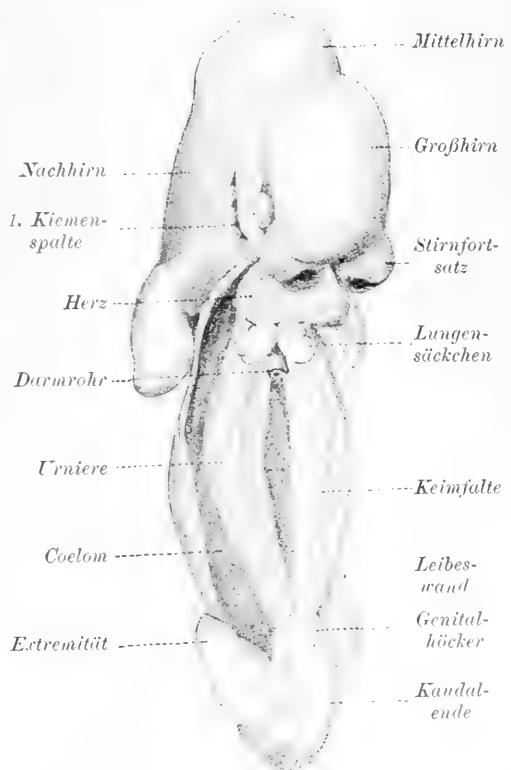 Mittelhirn
Großhirn
Nachhirn
1. Kiemen-
spalte
Stirnfort-
satz
Herz
Lungen-
säckchen
Darmrohr
Urniere
Keimfalte
Coelom
Leibes-
wand
Genital-
höcker
Extremität
Kaudal-
ende